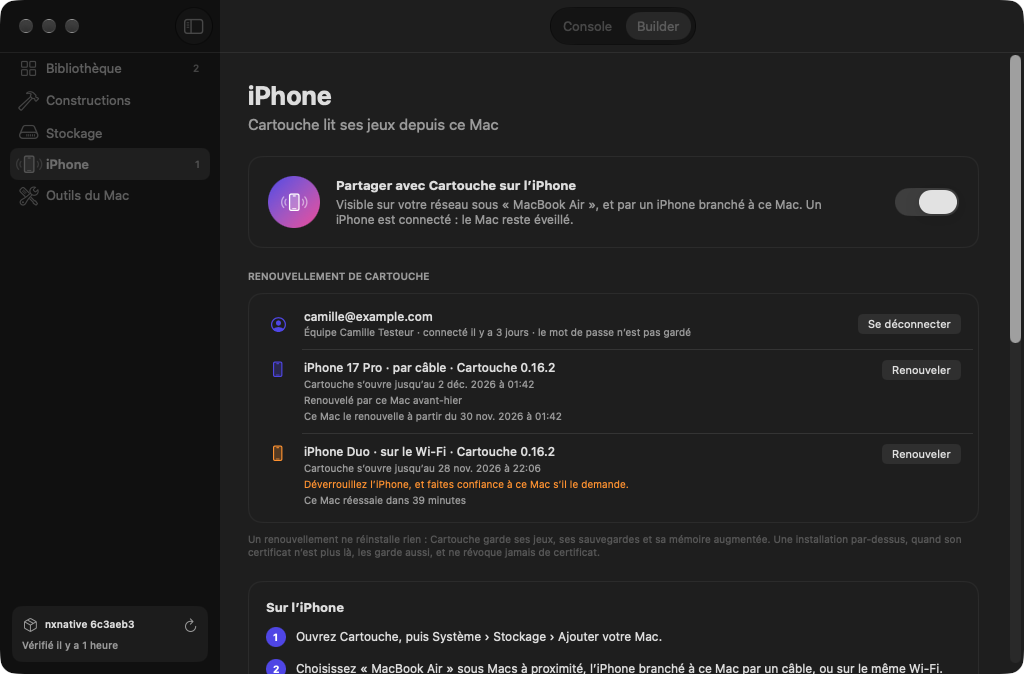 Console
Builder
Bibliothèque
2
Constructions
Stockage
iPhone
1
Outils du Mac
iPhone
Cartouche lit ses jeux depuis ce Mac
Partager avec Cartouche sur l’iPhone
Visible sur votre réseau sous « MacBook Air », et par un iPhone branché à ce Mac. Un
iPhone est connecté : le Mac reste éveillé.
RENOUVELLEMENT DE CARTOUCHE
camille@example.com
Équipe Camille Testeur · connecté il y a 3 jours · le mot de passe n’est pas gardé
Se déconnecter
iPhone 17 Pro · par câble · Cartouche 0.16.2
Cartouche s’ouvre jusqu’au 2 déc. 2026 à 01:42
Renouvelé par ce Mac avant-hier
Ce Mac le renouvelle à partir du 30 nov. 2026 à 01:42
Renouveler
iPhone Duo · sur le Wi-Fi · Cartouche 0.16.2
Cartouche s’ouvre jusqu’au 28 nov. 2026 à 22:06
Déverrouillez l’iPhone, et faites confiance à ce Mac s’il le demande.
Ce Mac réessaie dans 39 minutes
Renouveler
Un renouvellement ne réinstalle rien : Cartouche garde ses jeux, ses sauvegardes et sa mémoire augmentée. Une installation par-dessus, quand son
certificat n’est plus là, les garde aussi, et ne révoque jamais de certificat.
Sur l’iPhone
1 Ouvrez Cartouche, puis Système › Stockage › Ajouter votre Mac.
2 Choisissez « MacBook Air » sous Macs à proximité, l’iPhone branché à ce Mac par un câble, ou sur le même Wi-Fi.
nxnative 6c3aeb3
Vérifié il y a 1 heure